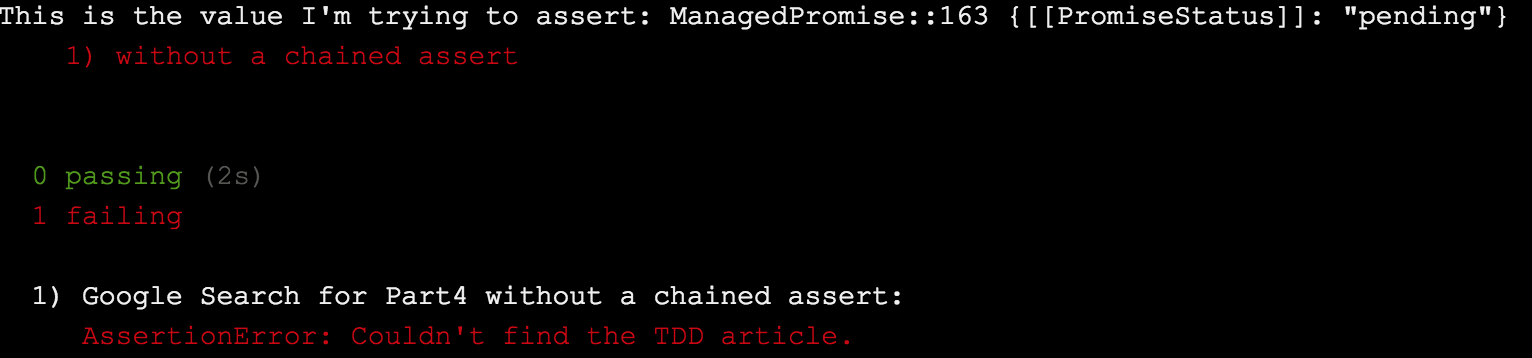 This is the value I'm trying to assert: ManagedPromise::163 {[[PromiseStatus]]: "pending"}
1) without a chained assert
0 passing (2s)
1 failing
1) Google Search for Part4 without a chained assert:
AssertionError: Couldn't find the TDD article.